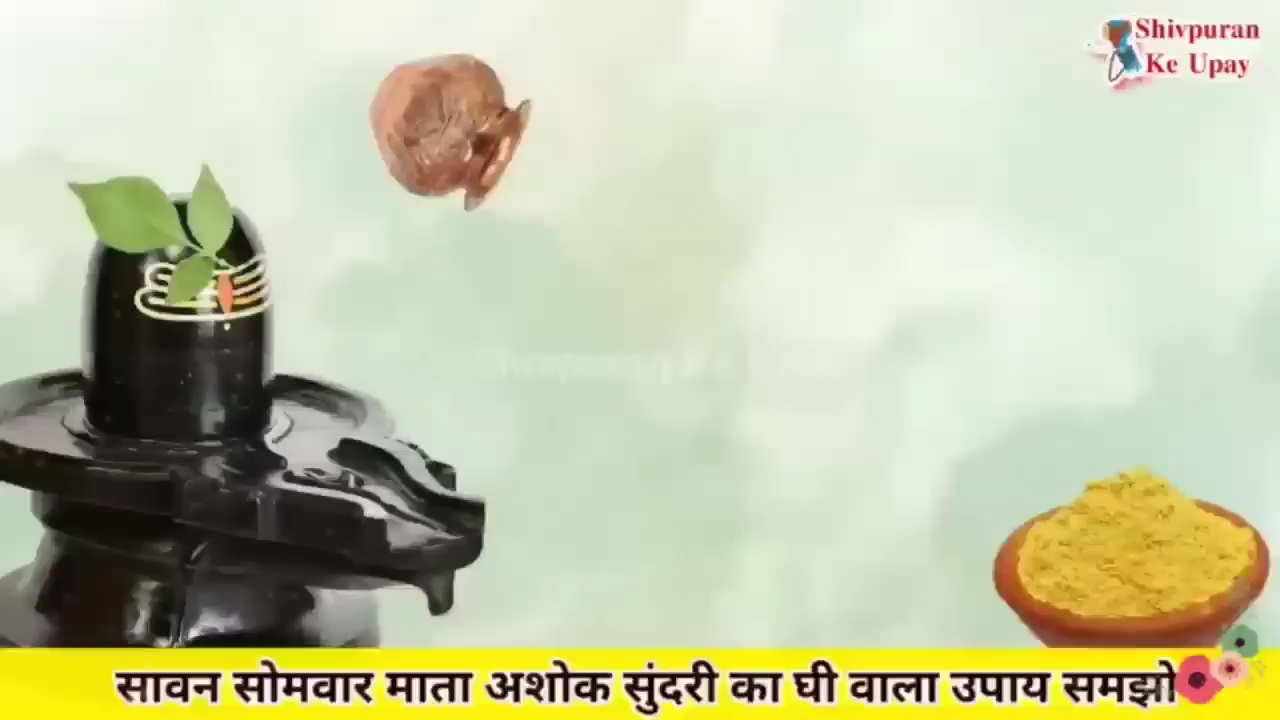 Shivpuran
Ke Upay
सावन सोमवार माता अशोक सुंदरी का घी वाला उपाय समझो